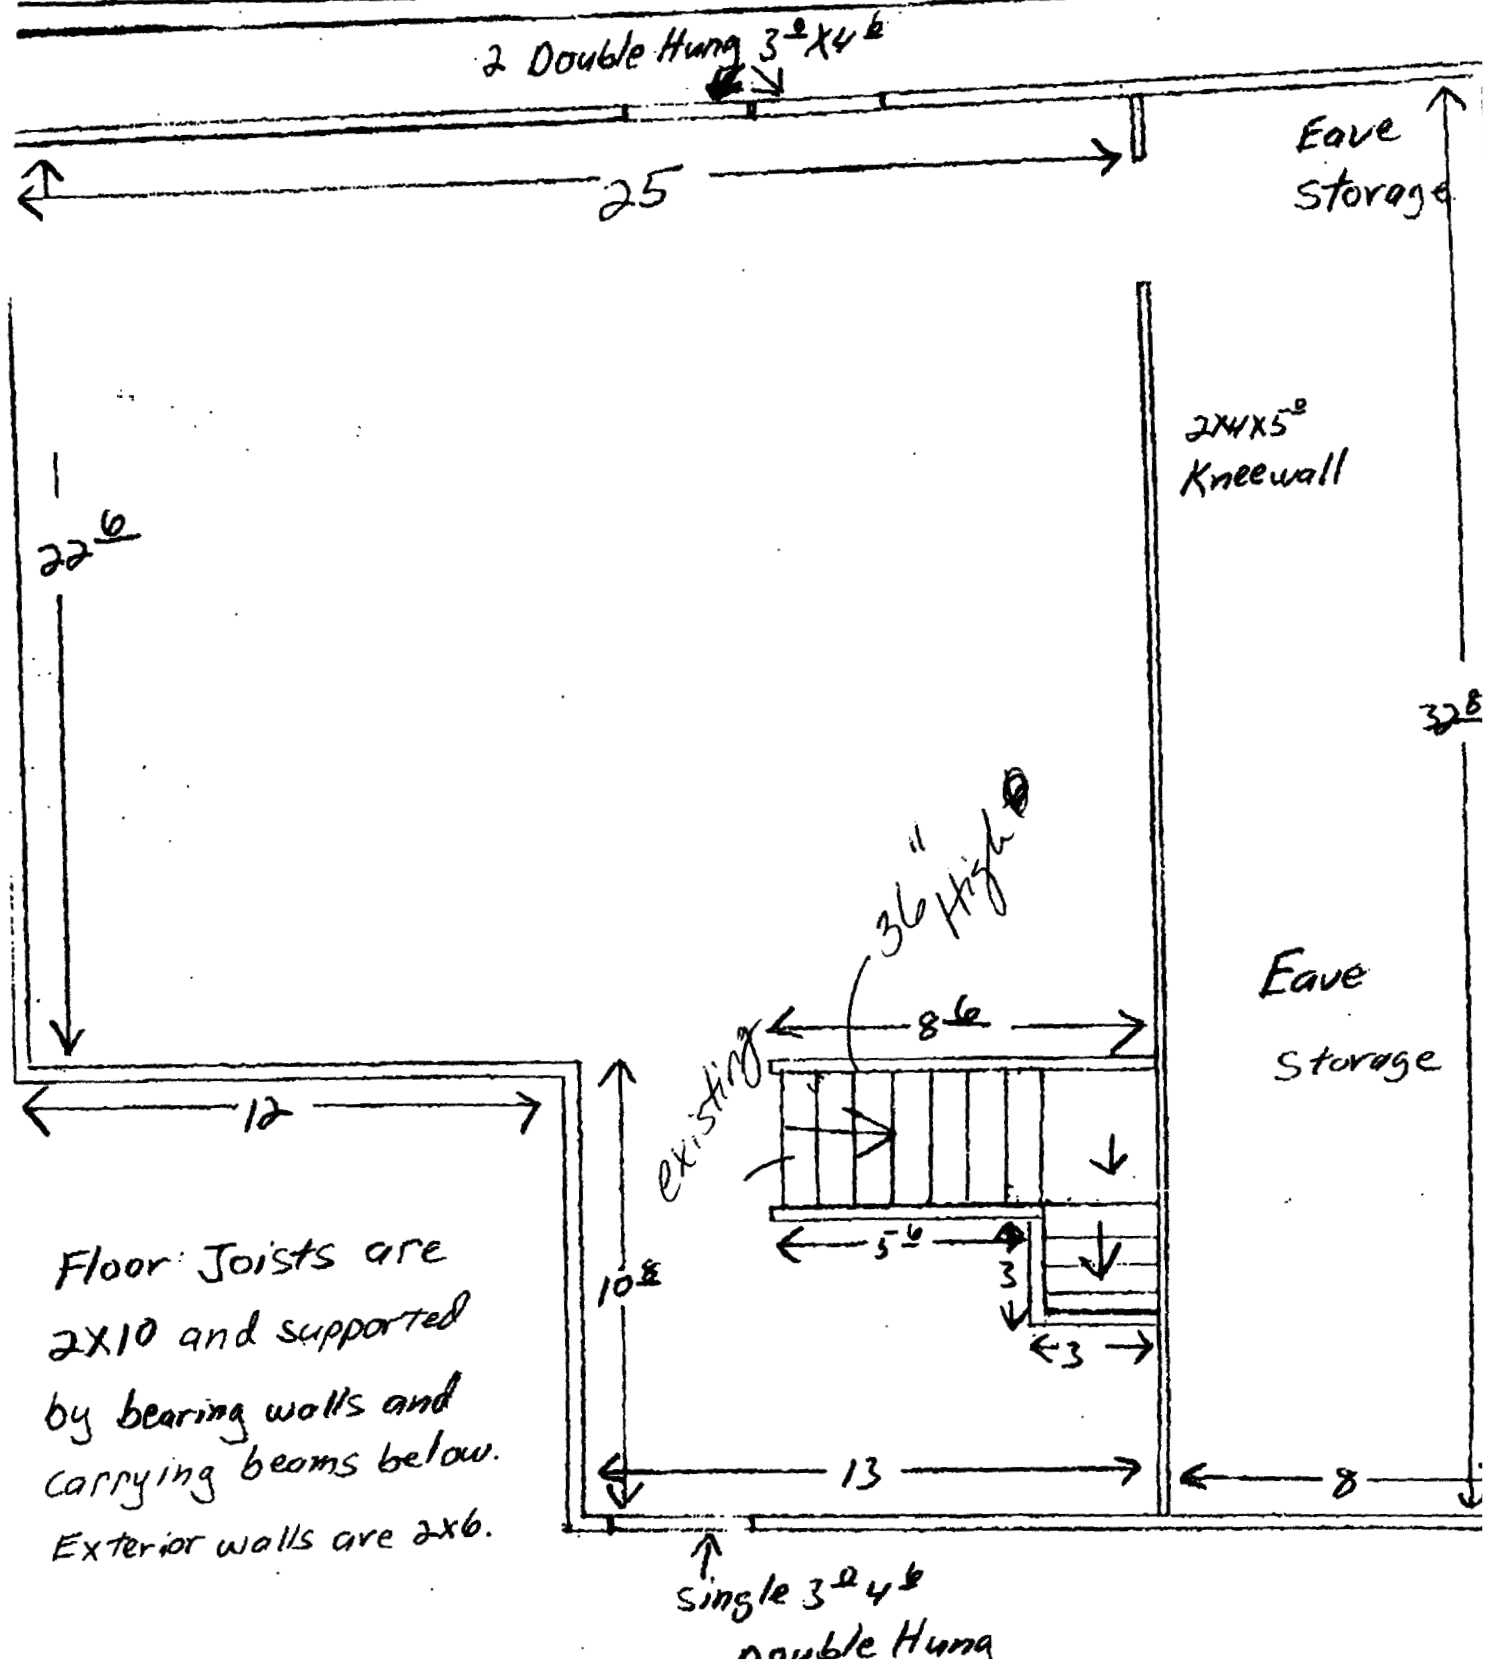 2 Double Hung 3⁰X4⁶
25
Eave
Storage
2X4X5⁰
Kneewall
22⁶
32⁸
36" High
8⁶
existing
Eave
Storage
12
5⁶
3
3
10⁸
Floor Joists are
2X10 and supported
by bearing walls and
carrying beams below.
Exterior walls are 2x6.
13
8
single 3⁰ 4⁶
Double Hung